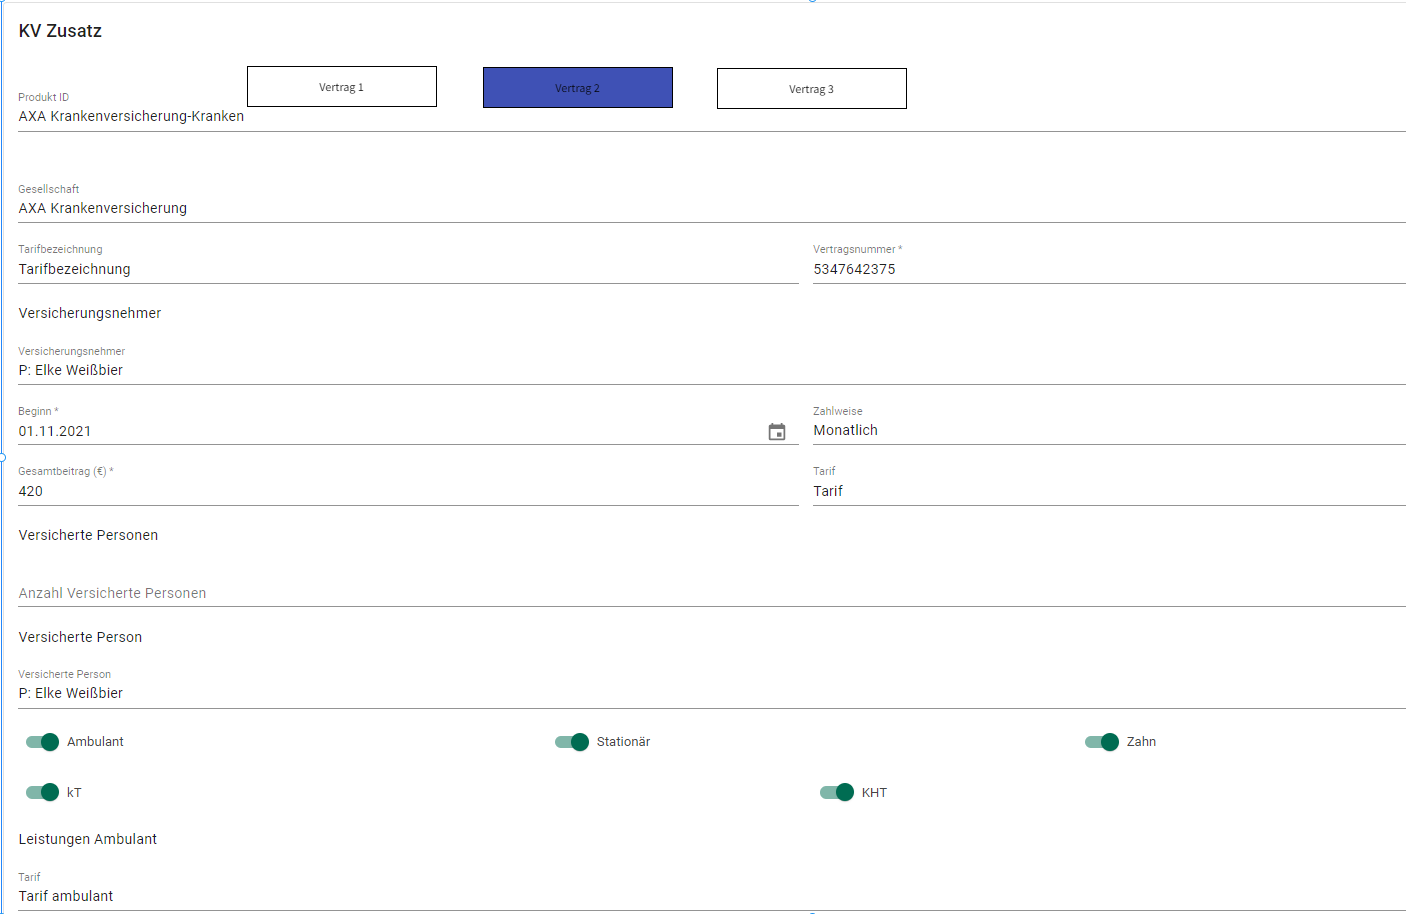 KV Zusatz
Vertrag 1
Vertrag 2
Vertrag 3
Produkt ID
AXA Krankenversicherung-Kranken
Gesellschaft
AXA Krankenversicherung
Tarifbezeichnung
Vertragsnummer *
Tarifbezeichnung
5347642375
Versicherungsnehmer
Versicherungsnehmer
P: Elke Weißbier
Beginn *
Zahlweise
01.11.2021
Monatlich
Gesamtbeitrag (€) *
Tarif
420
Tarif
Versicherte Personen
Anzahl Versicherte Personen
Versicherte Person
Versicherte Person
P: Elke Weißbier
Ambulant
Stationär
Zahn
kT
KHT
Leistungen Ambulant
Tarif
Tarif ambulant